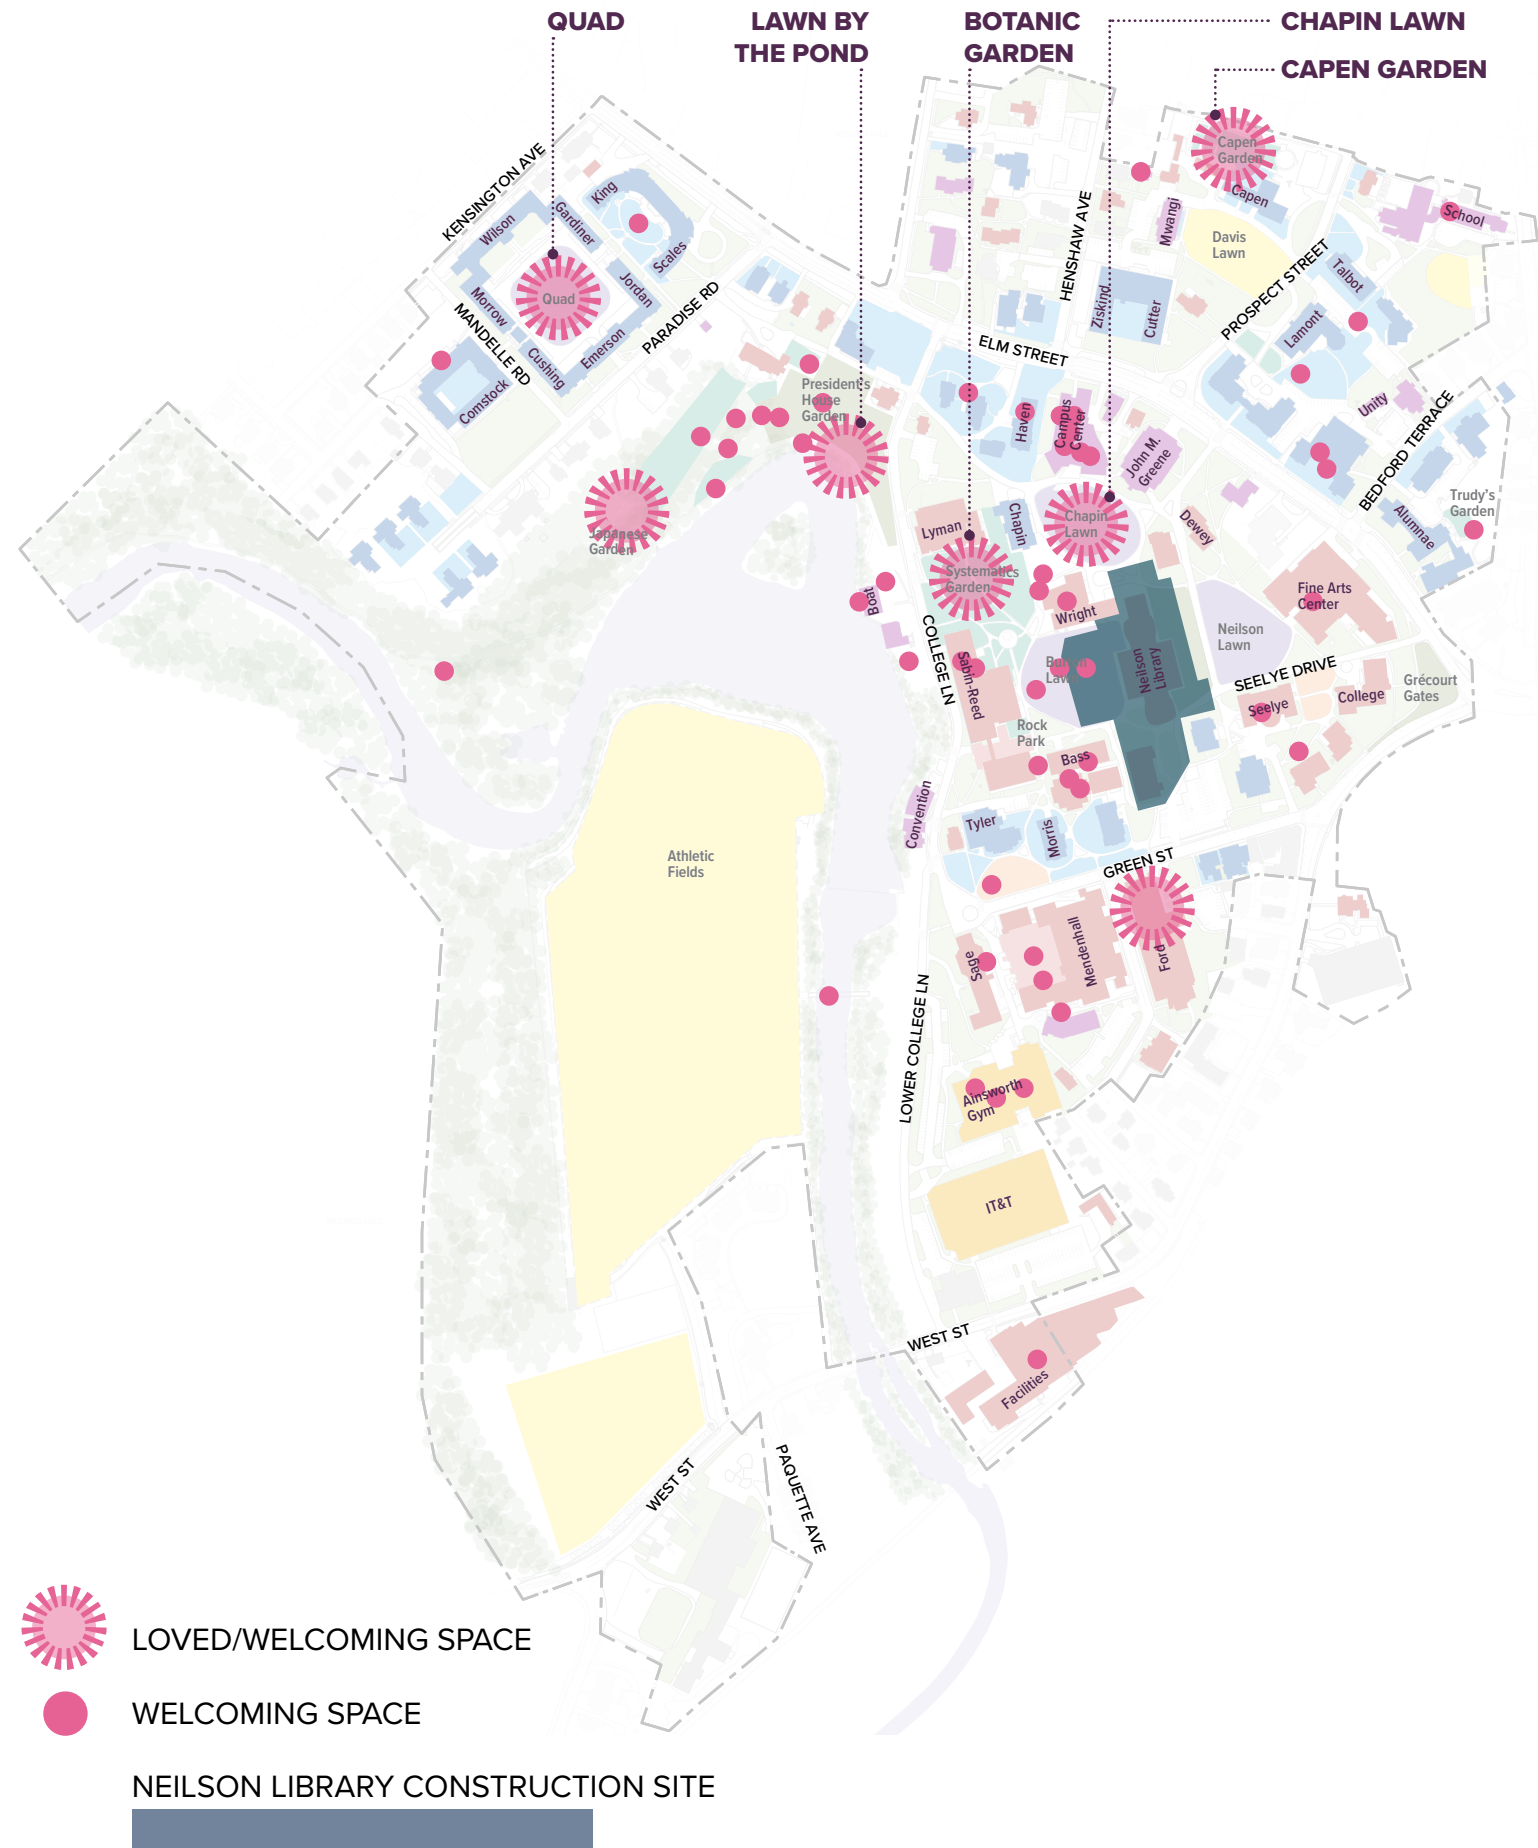 QUAD
LAWN BY
THE POND
BOTANIC
GARDEN
CHAPIN LAWN
CAPEN GARDEN
KENSINGTON AVE
King
Wilson
Gardiner
Scales
Quad
Jordan
Morrow
MANDELLE RD
Cushing
Emerson
Comstock
PARADISE RD
HENSHAW AVE
Capen
Garden
Capen
Mwangi
School
Davis
Lawn
PROSPECT STREET
Talbot
Ziskind
Cutter
Lamont
ELM STREET
President's
House
Garden
Haven
Campus
Center
John M.
Greene
Unity
BEDFORD TERRACE
Trudy's
Garden
Alumnae
Japanese
Garden
Lyman
Chapin
Chapin
Lawn
Dewey
Systematics
Garden
Boat
Wright
Fine Arts
Center
COLLEGE LN
Neilson
Lawn
Burton
Lawn
Neilson
Library
Sabin-Reed
SEELYE DRIVE
Seelye
College
Grécourt
Gates
Rock
Park
Bass
Convention
Tyler
Morris
GREEN ST
Athletic
Fields
Sage
Mendenhall
Ford
LOWER COLLEGE LN
Ainsworth
Gym
IT&T
WEST ST
Facilities
WEST ST
PAQUETTE AVE
LOVED/WELCOMING SPACE
WELCOMING SPACE
NEILSON LIBRARY CONSTRUCTION SITE